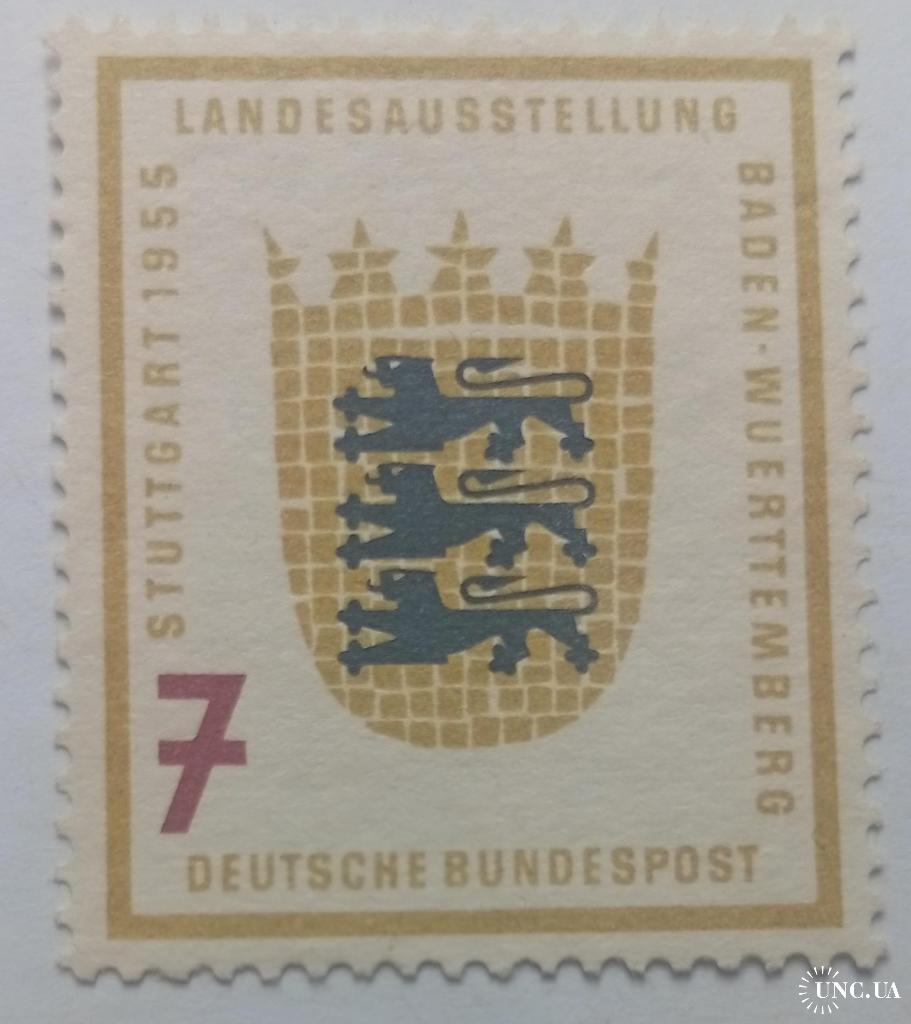 LANDESAUSSTELLUNG
BADEN-WUERTTEMBERG
STUTTGART 1955
7
DEUTSCHE BUNDESPOST
UNC.UA